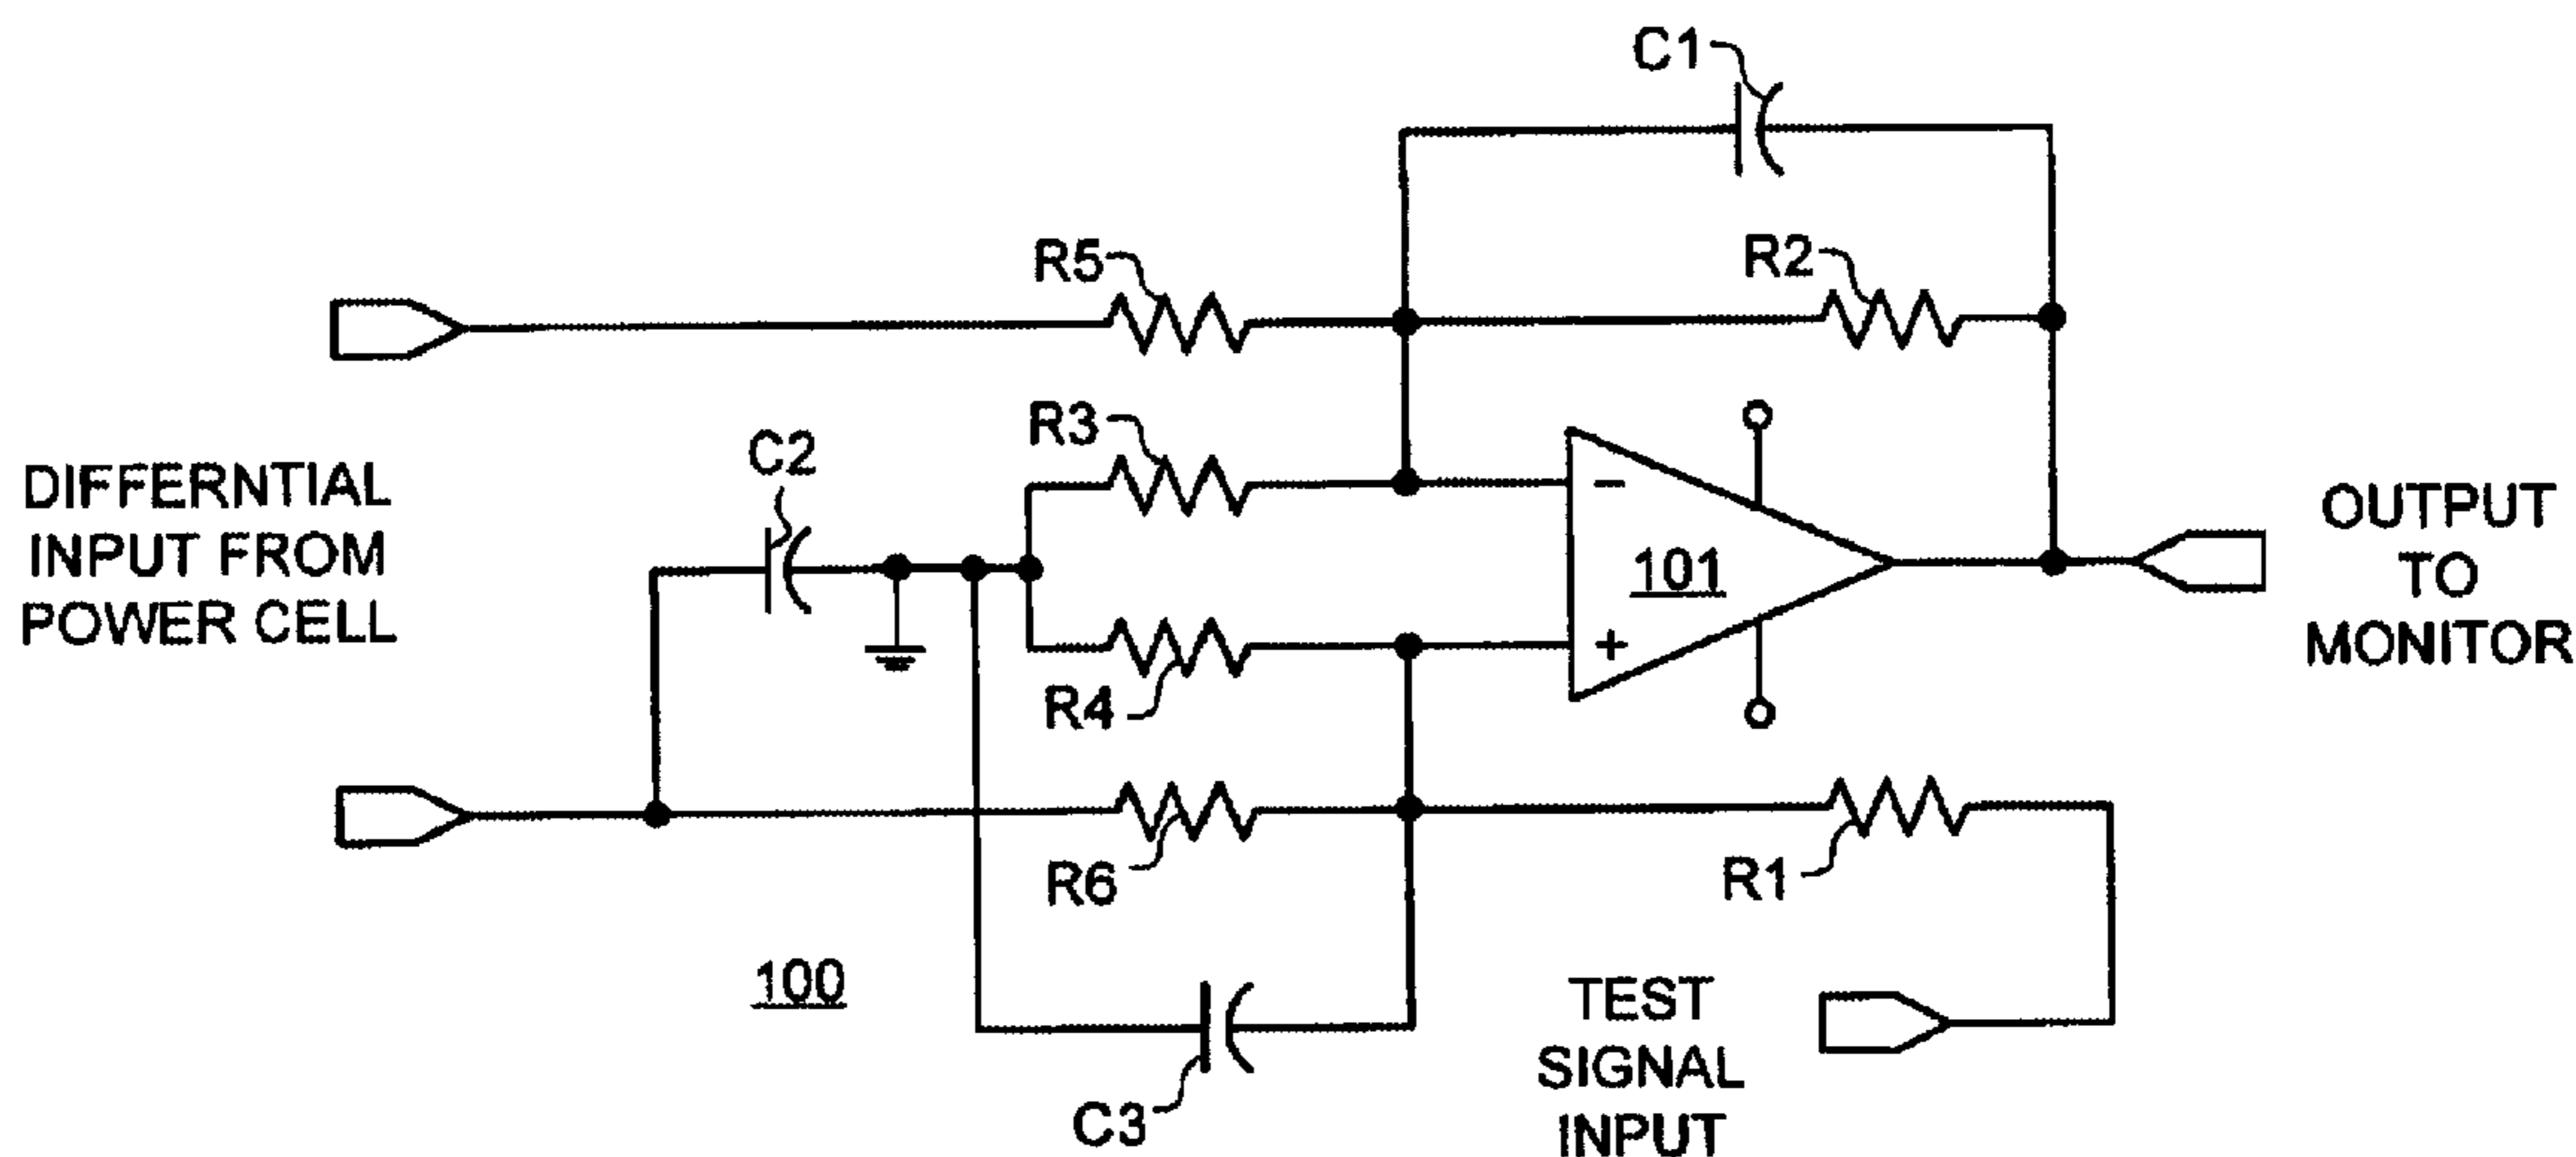 C1
R5
R2
R3
C2
DIFFERNTIAL
INPUT FROM
POWER CELL
101
OUTPUT
TO
MONITOR
R4
R6
R1
100
C3
TEST
SIGNAL
INPUT
−
+